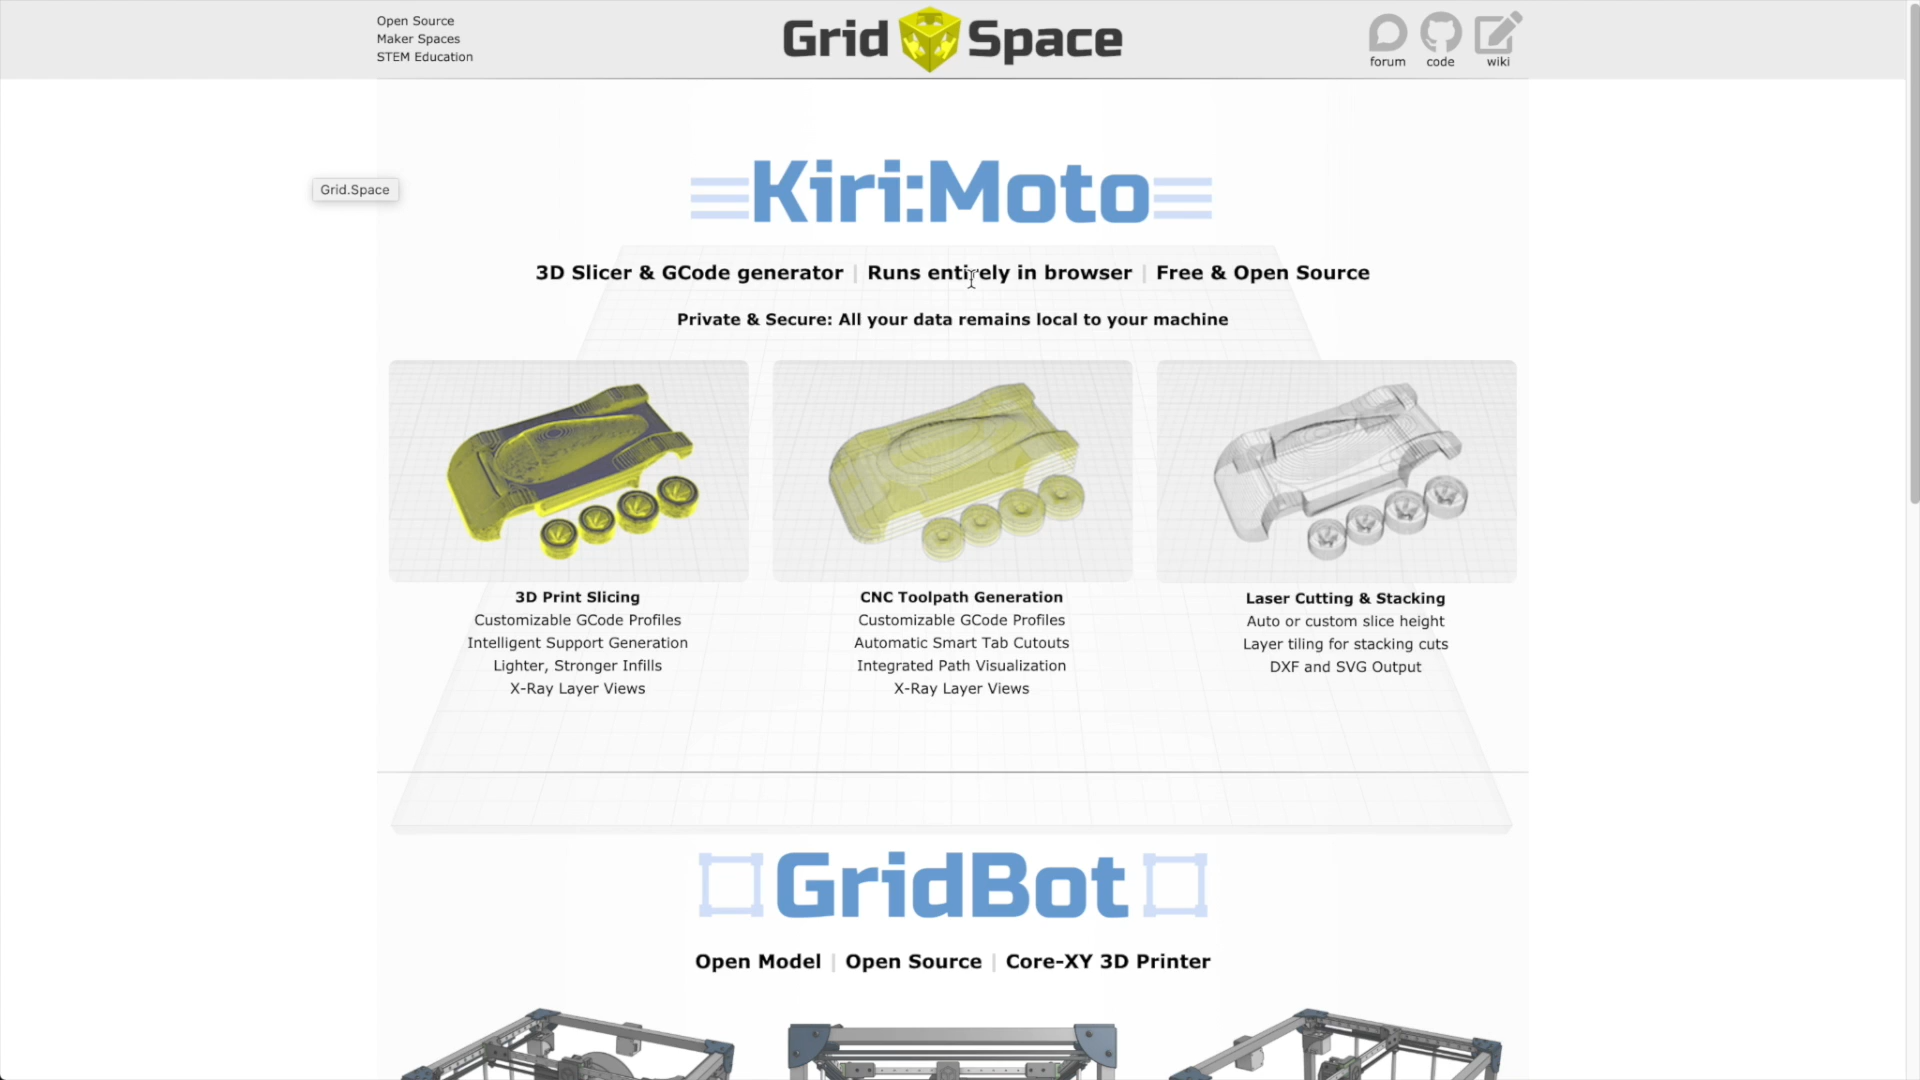 Open Source
Maker Spaces
STEM Education
Grid Space
forum code wiki
Grid.Space
Kiri:Moto
3D Slicer & GCode generator | Runs entirely in browser | Free & Open Source
Private & Secure: All your data remains local to your machine
3D Print Slicing
Customizable GCode Profiles
Intelligent Support Generation
Lighter, Stronger Infills
X-Ray Layer Views
CNC Toolpath Generation
Customizable GCode Profiles
Automatic Smart Tab Cutouts
Integrated Path Visualization
X-Ray Layer Views
Laser Cutting & Stacking
Auto or custom slice height
Layer tiling for stacking cuts
DXF and SVG Output
GridBot
Open Model | Open Source | Core-XY 3D Printer